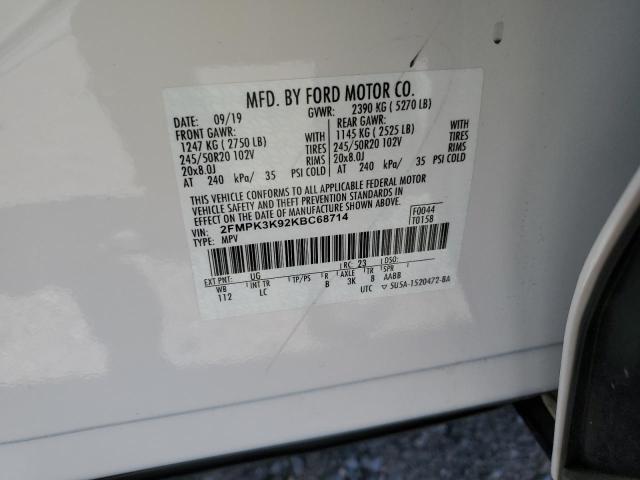 MFD. BY FORD MOTOR CO.
DATE: 09/19 GVWR: 2390 KG ( 5270 LB)
FRONT GAWR: REAR GAWR:
1247 KG ( 2750 LB) WITH 1145 KG ( 2525 LB) WITH
245/50R20 102V TIRES 245/50R20 102V TIRES
20x8.0J RIMS 20x8.0J RIMS
AT 240 kPa/ 35 PSI COLD AT 240 kPa/ 35 PSI COLD
THIS VEHICLE CONFORMS TO ALL APPLICABLE FEDERAL MOTOR
VEHICLE SAFETY AND THEFT PREVENTION STANDARDS IN EFFECT
ON THE DATE OF MANUFACTURE SHOWN ABOVE.
VIN: 2FMPK3K92KBC68714 F0044
TYPE: MPV T0158
EXT PNT: UG RC: 23 DSO:
WB INT TR TP/PS R AXLE TR SPR
112 LC B 3K 8 AABB
UTC ▽ SU5A-1520472-BA